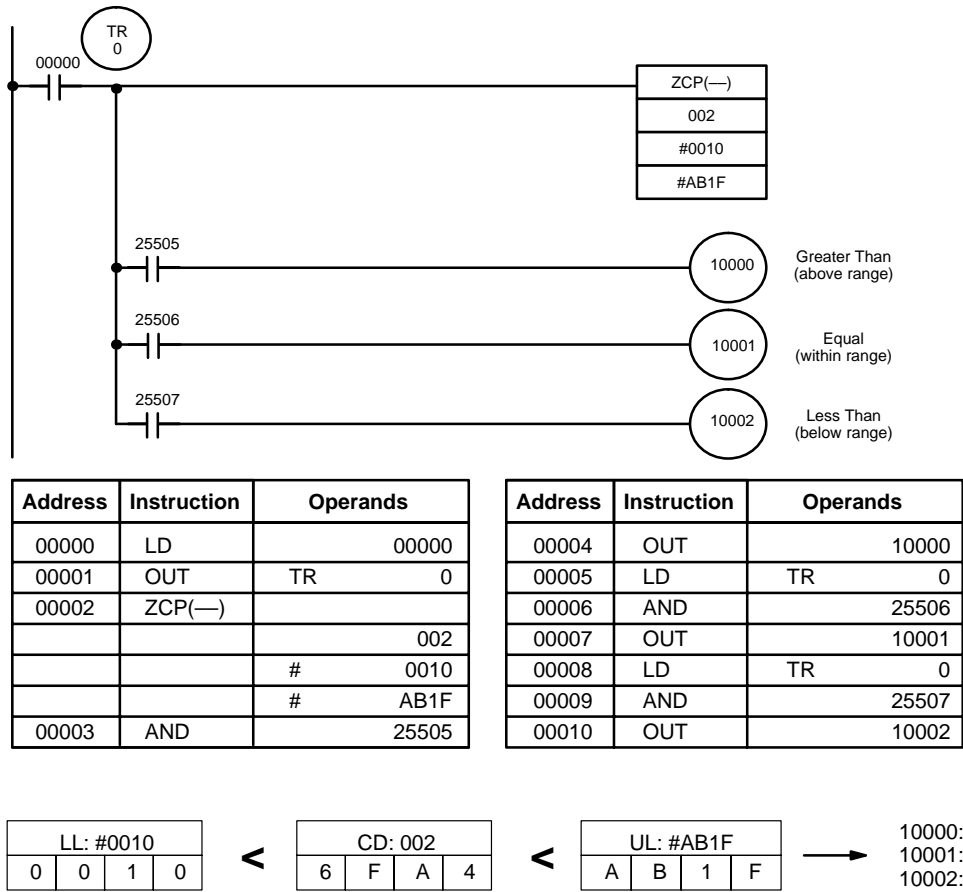 TR
0
00000
ZCP(—)
002
#0010
#AB1F
25505
10000
Greater Than
(above range)
25506
10001
Equal
(within range)
25507
10002
Less Than
(below range)
Address Instruction Operands
00000 LD 00000
00001 OUT TR 0
00002 ZCP(—)
002
# 0010
# AB1F
00003 AND 25505
Address Instruction Operands
00004 OUT 10000
00005 LD TR 0
00006 AND 25506
00007 OUT 10001
00008 LD TR 0
00009 AND 25507
00010 OUT 10002
LL: #0010
0 0 1 0
<
CD: 002
6 F A 4
<
UL: #AB1F
A B 1 F
10000:
10001:
10002: